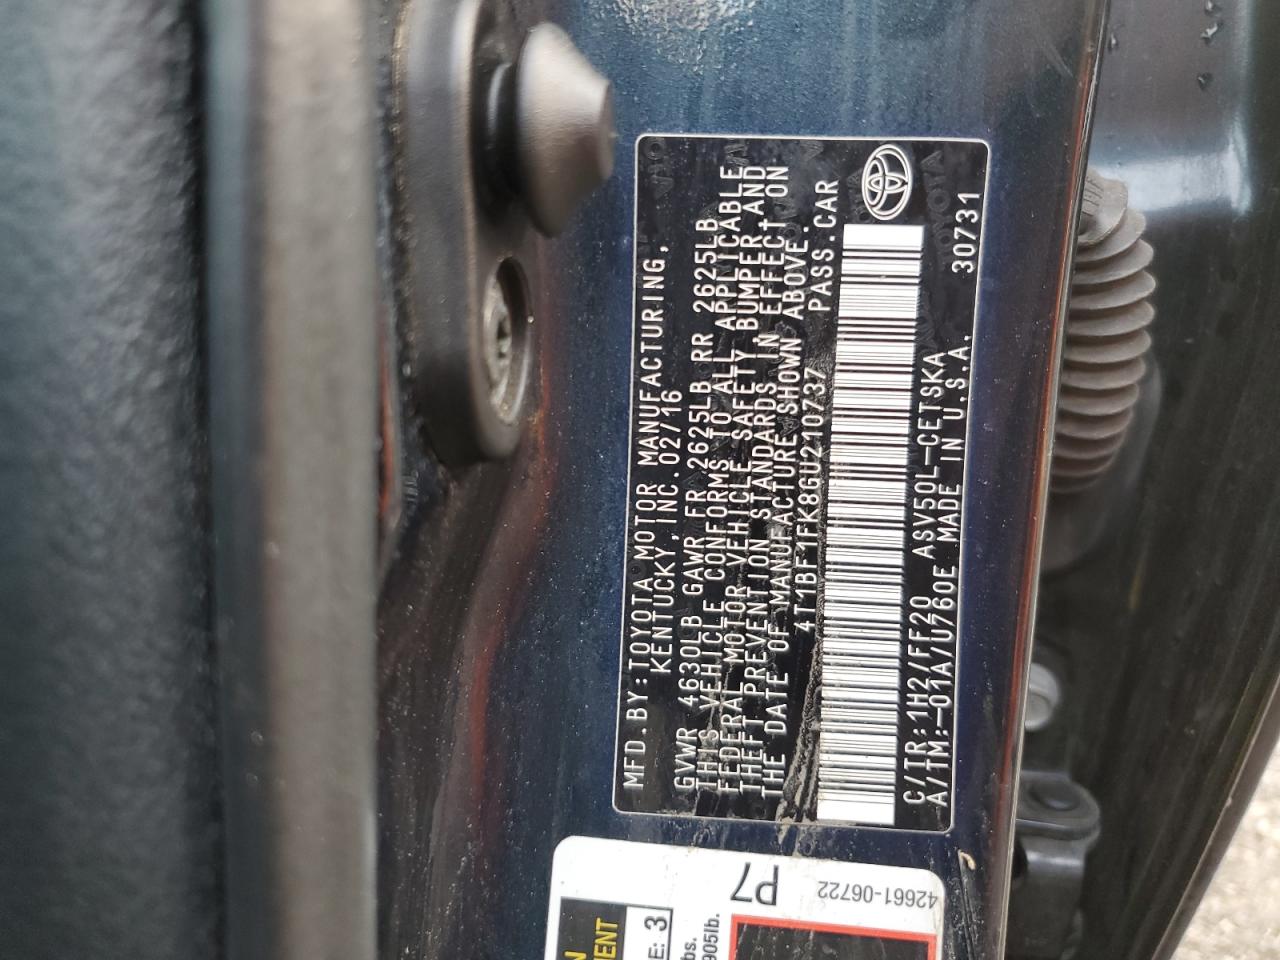 MFD.BY:TOYOTA MOTOR MANUFACTURING,
KENTUCKY, INC. 02/16
GVWR 4630LB GAWR FR 2625LB RR 2625LB
THIS VEHICLE CONFORMS TO ALL APPLICABLE
FEDERAL MOTOR VEHICLE SAFETY, BUMPER, AND
THEFT PREVENTION STANDARDS IN EFFECT ON
THE DATE OF MANUFACTURE SHOWN ABOVE.
4T1BF1FK8GU210737 PASS.CAR
C/TR:1H2/FF20 ASV50L-CETSKA
A/TM:-01A/U760E MADE IN U.S.A. 30731
P7
42661-06722
E: 3
905lb.